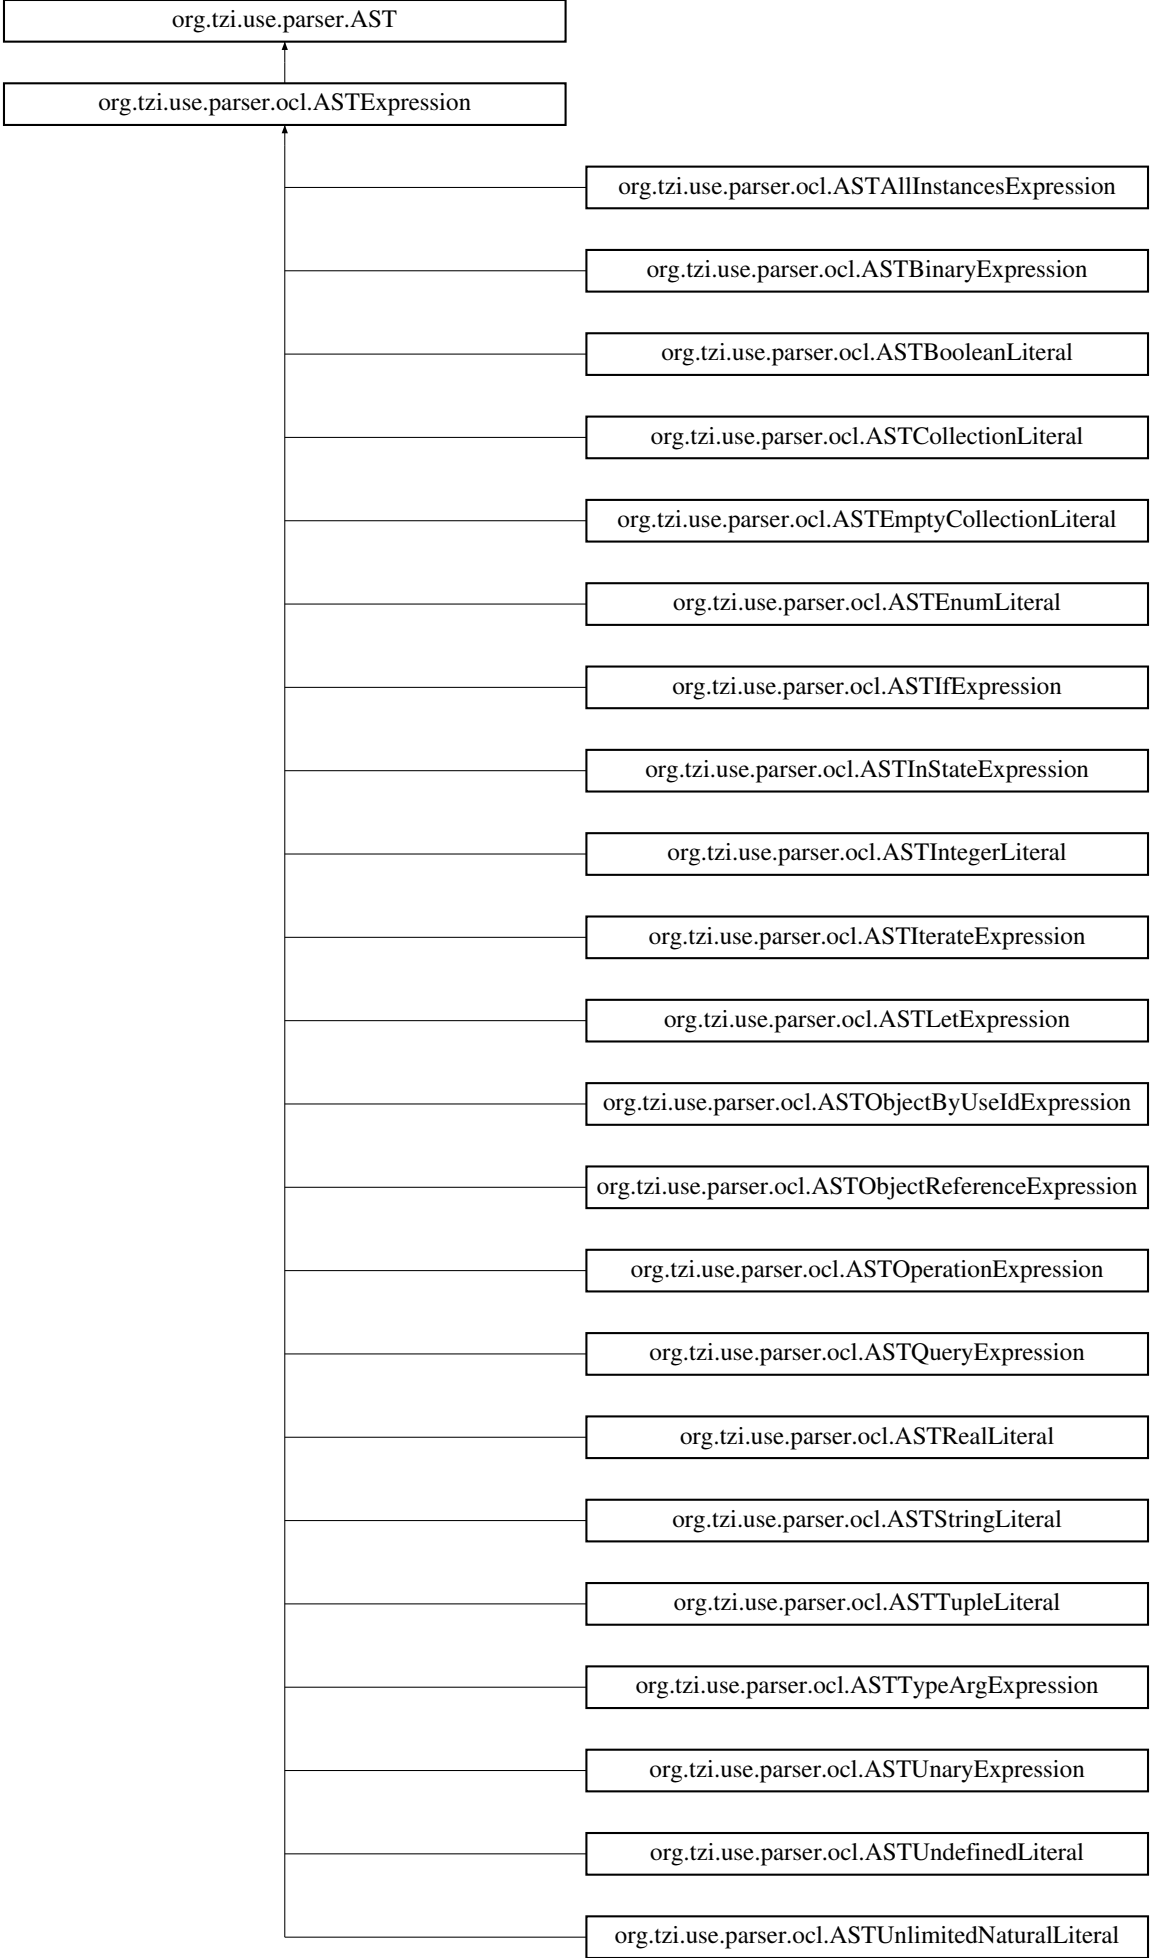 org.tzi.use.parser.AST
org.tzi.use.parser.ocl.ASTExpression
org.tzi.use.parser.ocl.ASTAllInstancesExpression
org.tzi.use.parser.ocl.ASTBinaryExpression
org.tzi.use.parser.ocl.ASTBooleanLiteral
org.tzi.use.parser.ocl.ASTCollectionLiteral
org.tzi.use.parser.ocl.ASTEmptyCollectionLiteral
org.tzi.use.parser.ocl.ASTEnumLiteral
org.tzi.use.parser.ocl.ASTIfExpression
org.tzi.use.parser.ocl.ASTInStateExpression
org.tzi.use.parser.ocl.ASTIntegerLiteral
org.tzi.use.parser.ocl.ASTIterateExpression
org.tzi.use.parser.ocl.ASTLetExpression
org.tzi.use.parser.ocl.ASTObjectByUseIdExpression
org.tzi.use.parser.ocl.ASTObjectReferenceExpression
org.tzi.use.parser.ocl.ASTOperationExpression
org.tzi.use.parser.ocl.ASTQueryExpression
org.tzi.use.parser.ocl.ASTRealLiteral
org.tzi.use.parser.ocl.ASTStringLiteral
org.tzi.use.parser.ocl.ASTTupleLiteral
org.tzi.use.parser.ocl.ASTTypeArgExpression
org.tzi.use.parser.ocl.ASTUnaryExpression
org.tzi.use.parser.ocl.ASTUndefinedLiteral
org.tzi.use.parser.ocl.ASTUnlimitedNaturalLiteral